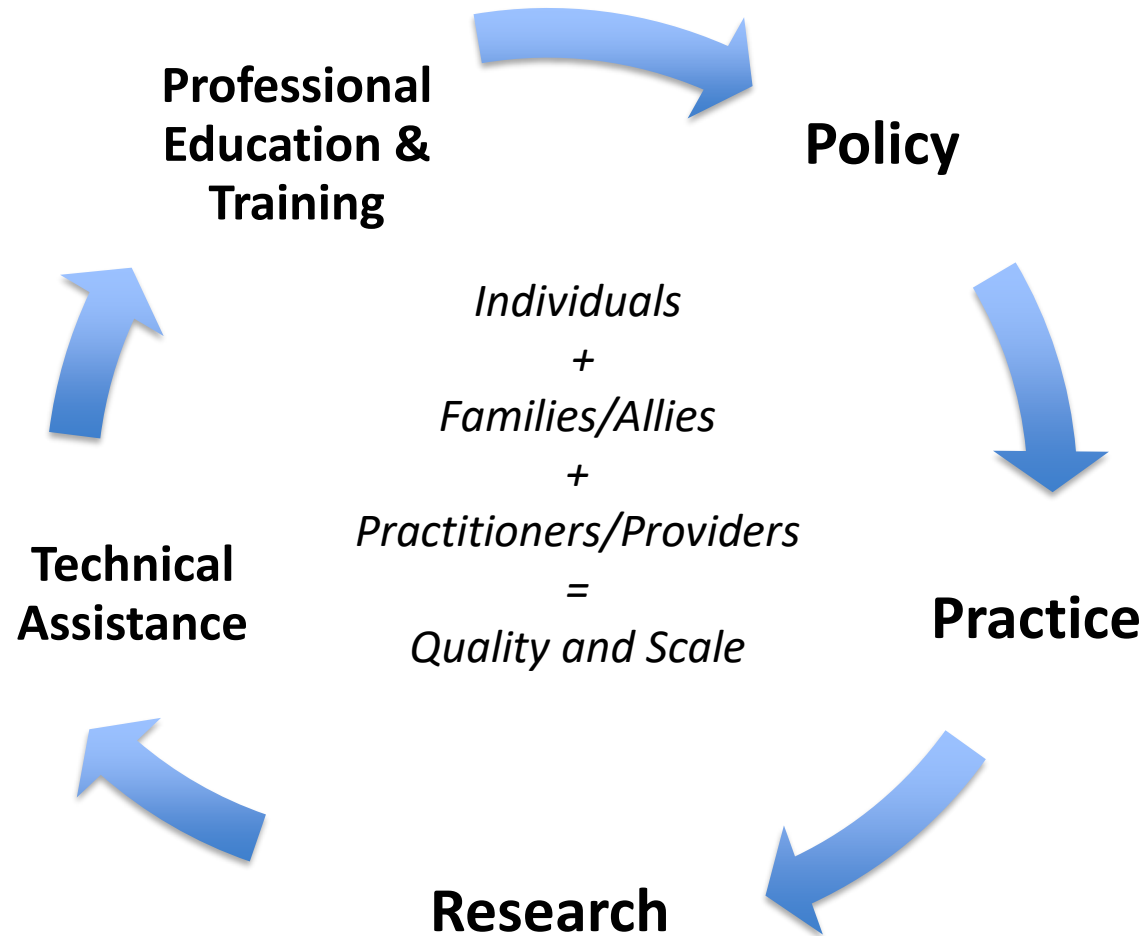 Professional
Education &
Training
Policy
Individuals
+
Families/Allies
+
Practitioners/Providers
=
Quality and Scale
Technical
Assistance
Practice
Research